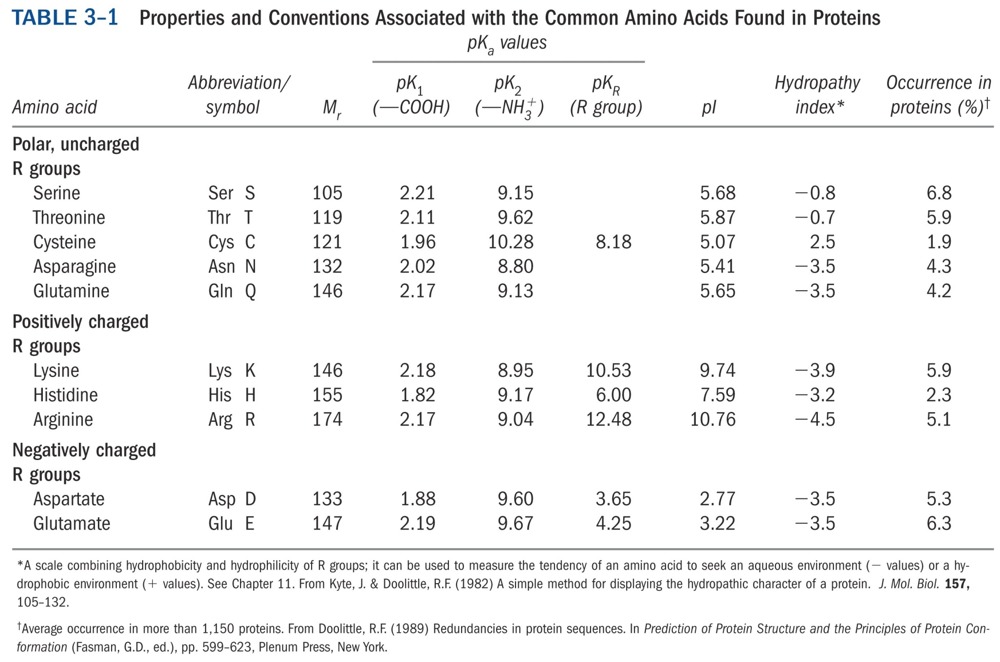 TABLE 3–1 Properties and Conventions Associated with the Common Amino Acids Found in Proteins
pKa values
Abbreviation/ pK1 pK2 pKR Hydropathy Occurrence in
Amino acid symbol Mr (—COOH) (—NH3+) (R group) pI index* proteins (%)†
Polar, uncharged
R groups
Serine Ser S 105 2.21 9.15 5.68 −0.8 6.8
Threonine Thr T 119 2.11 9.62 5.87 −0.7 5.9
Cysteine Cys C 121 1.96 10.28 8.18 5.07 2.5 1.9
Asparagine Asn N 132 2.02 8.80 5.41 −3.5 4.3
Glutamine Gln Q 146 2.17 9.13 5.65 −3.5 4.2
Positively charged
R groups
Lysine Lys K 146 2.18 8.95 10.53 9.74 −3.9 5.9
Histidine His H 155 1.82 9.17 6.00 7.59 −3.2 2.3
Arginine Arg R 174 2.17 9.04 12.48 10.76 −4.5 5.1
Negatively charged
R groups
Aspartate Asp D 133 1.88 9.60 3.65 2.77 −3.5 5.3
Glutamate Glu E 147 2.19 9.67 4.25 3.22 −3.5 6.3
*A scale combining hydrophobicity and hydrophilicity of R groups; it can be used to measure the tendency of an amino acid to seek an aqueous environment (− values) or a hy-
drophobic environment (+ values). See Chapter 11. From Kyte, J. & Doolittle, R.F. (1982) A simple method for displaying the hydropathic character of a protein. J. Mol. Biol. 157,
105–132.
†Average occurrence in more than 1,150 proteins. From Doolittle, R.F. (1989) Redundancies in protein sequences. In Prediction of Protein Structure and the Principles of Protein Con-
formation (Fasman, G.D., ed.), pp. 599–623, Plenum Press, New York.